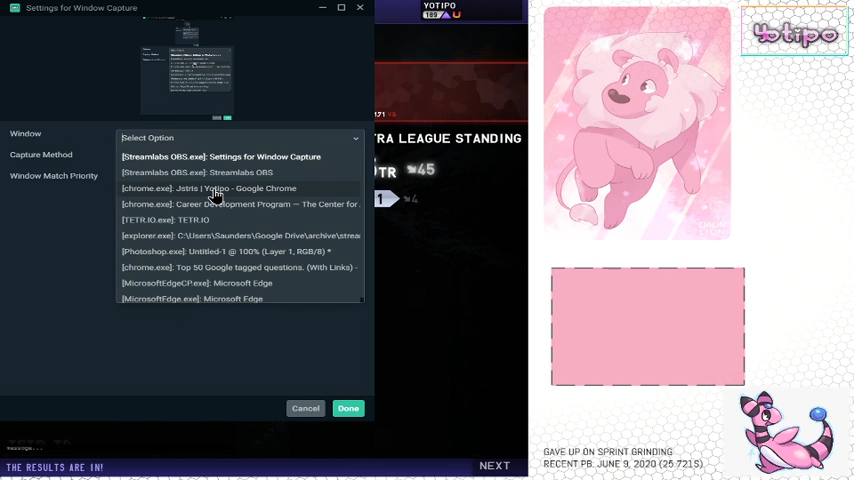 Settings for Window Capture
YOTIPO
189
Yotipo
Window
Select Option
Capture Method
Window Match Priority
[Streamlabs OBS.exe]: Settings for Window Capture
[Streamlabs OBS.exe]: Streamlabs OBS
[chrome.exe]: Jstris | Yotipo - Google Chrome
[chrome.exe]: Career Development Program — The Center for
[TETR.IO.exe]: TETR.IO
[explorer.exe]: C:\Users\Saunders\Google Drive\archive\strea
[Photoshop.exe]: Untitled-1 @ 100% (Layer 1, RGB/8) *
[chrome.exe]: Top 50 Google tagged questions. (With Links) -
[MicrosoftEdgeCP.exe]: Microsoft Edge
[MicrosoftEdge.exe]: Microsoft Edge
Cancel
Done
TRA LEAGUE STANDING
TR
45
1
4
THE RESULTS ARE IN!
NEXT
GAVE UP ON SPRINT GRINDING
RECENT PB: JUNE 9, 2020 (25.721S)